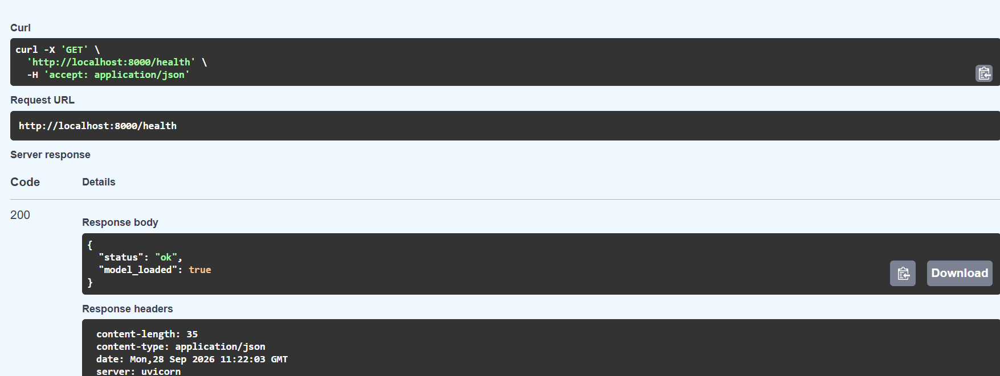 Curl
curl -X 'GET' \
  'http://localhost:8000/health' \
  -H 'accept: application/json'
Request URL
http://localhost:8000/health
Server response
Code Details
200
Response body
{
  "status": "ok",
  "model_loaded": true
}
Download
Response headers
content-length: 35
content-type: application/json
date: Mon,28 Sep 2026 11:22:03 GMT
server: uvicorn